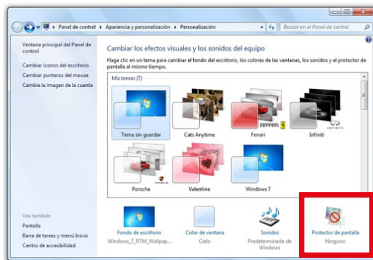 Panel de control ▸ Apariencia y personalización ▸ Personalización
Buscar en el Panel de control
Ventana principal del Panel de control
Cambiar iconos del escritorio
Cambiar punteros del mouse
Cambie la imagen de la cuenta
Cambiar los efectos visuales y los sonidos del equipo
Haga clic en un tema para cambiar el fondo de escritorio, los colores de las ventanas, los sonidos y el protector de
pantalla al mismo tiempo.
Mis temas (7)
Tema sin guardar
Cats Anytime
Ferrari
Infiniti
Porsche
Valentine
Windows 7
Vea también
Pantalla
Barra de tareas y menú Inicio
Centro de accesibilidad
Fondo de escritorio
Windows_7_RTM_Wallpap...
Color de ventana
Cielo
Sonidos
Predeterminado de
Windows
Protector de pantalla
Ninguno